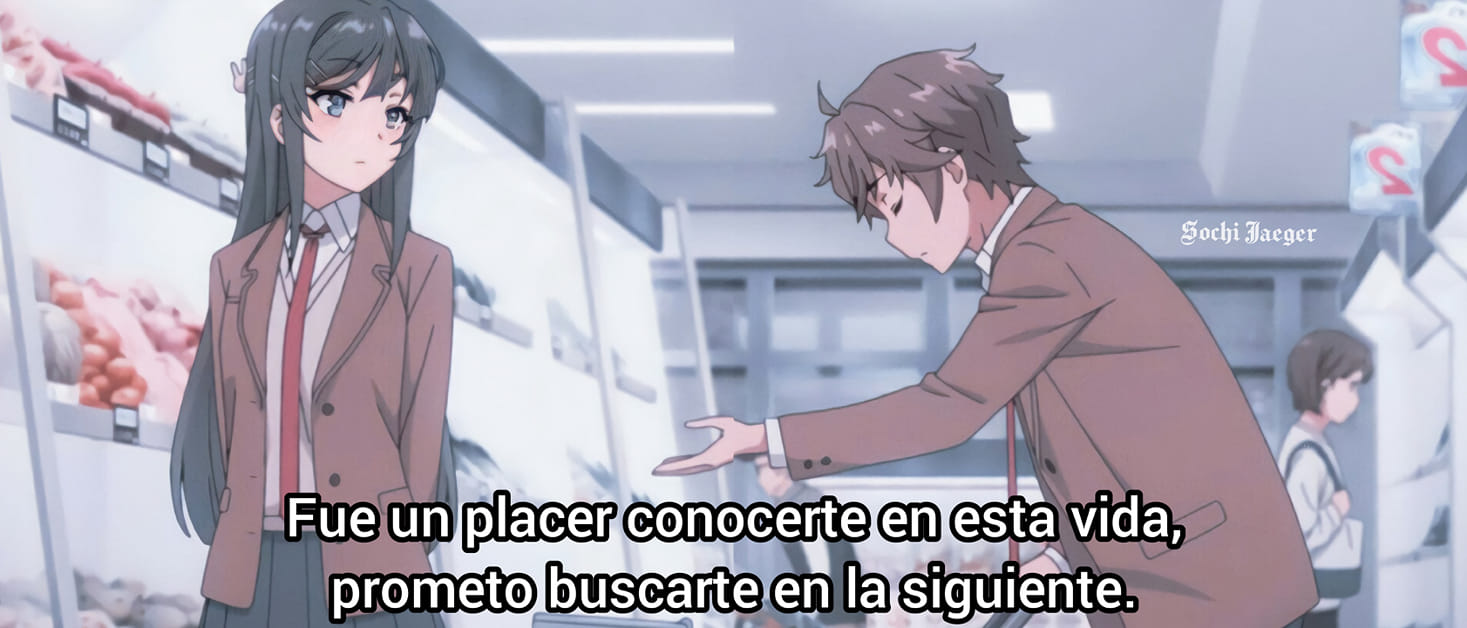 Sochi Jaeger
Fue un placer conocerte en esta vida,
prometo buscarte en la siguiente.